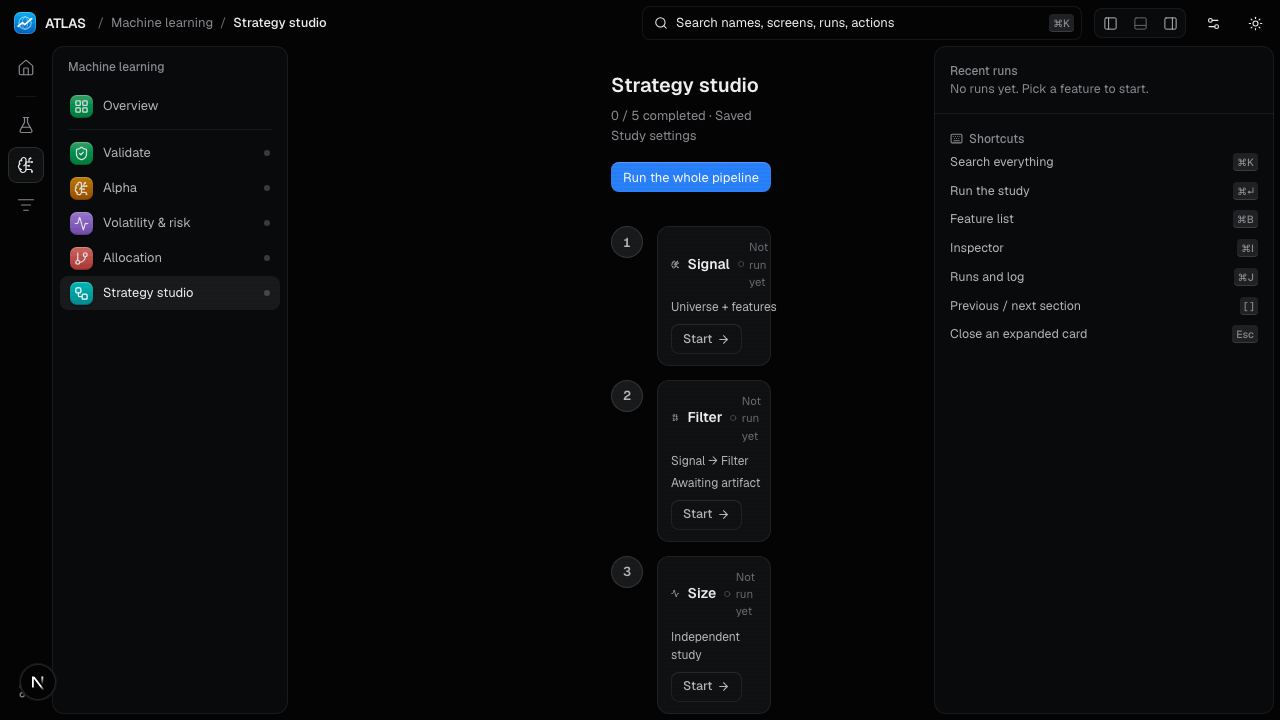 ATLAS / Machine learning / Strategy studio
Search names, screens, runs, actions ⌘K
Machine learning
Overview
Validate
Alpha
Volatility & risk
Allocation
Strategy studio
N
Strategy studio
0 / 5 completed · Saved
Study settings
Run the whole pipeline
1
Signal
Not
run
yet
Universe + features
Start →
2
Filter
Not
run
yet
Signal → Filter
Awaiting artifact
Start →
3
Size
Not
run
yet
Independent
study
Start →
Recent runs
No runs yet. Pick a feature to start.
Shortcuts
Search everything ⌘K
Run the study ⌘↵
Feature list ⌘B
Inspector ⌘I
Runs and log ⌘J
Previous / next section [ ]
Close an expanded card Esc